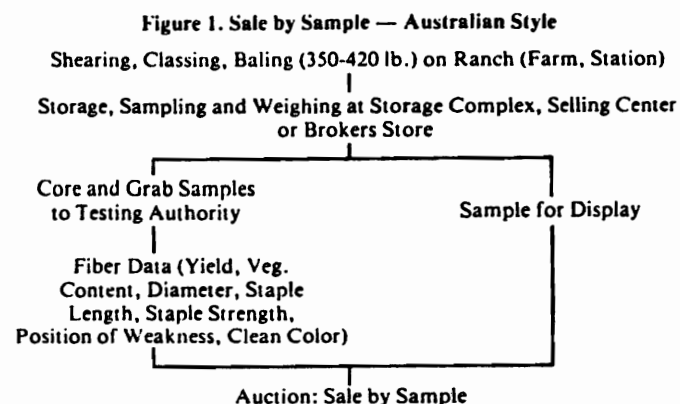 Figure 1. Sale by Sample — Australian Style
Shearing, Classing, Baling (350-420 lb.) on Ranch (Farm, Station)
Storage, Sampling and Weighing at Storage Complex, Selling Center
or Brokers Store
Core and Grab Samples
to Testing Authority
Sample for Display
Fiber Data (Yield, Veg.
Content, Diameter, Staple
Length, Staple Strength,
Position of Weakness, Clean Color)
Auction: Sale by Sample